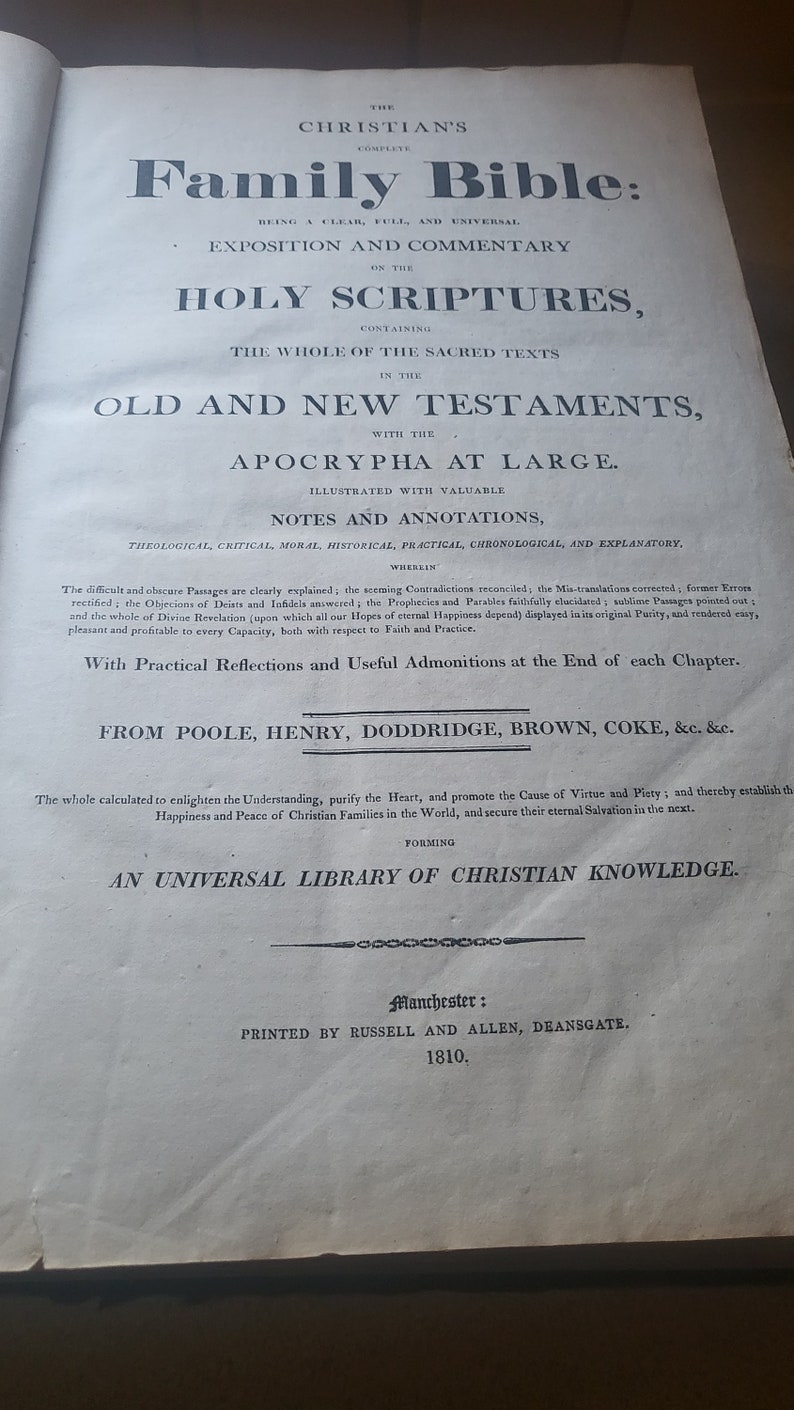 THE
CHRISTIAN'S
COMPLETE
Family Bible:
BEING A CLEAR, FULL, AND UNIVERSAL
EXPOSITION AND COMMENTARY
ON THE
HOLY SCRIPTURES,
CONTAINING
THE WHOLE OF THE SACRED TEXTS
IN THE
OLD AND NEW TESTAMENTS,
WITH THE
APOCRYPHA AT LARGE.
ILLUSTRATED WITH VALUABLE
NOTES AND ANNOTATIONS,
THEOLOGICAL, CRITICAL, MORAL, HISTORICAL, PRACTICAL, CHRONOLOGICAL, AND EXPLANATORY,
WHEREIN
The difficult and obscure Passages are clearly explained; the seeming Contradictions reconciled; the Mis-translations corrected; former Errors
rectified; the Objecions of Deists and Infidels answered; the Prophecies and Parables faithfully elucidated; sublime Passages pointed out;
and the whole of Divine Revelation (upon which all our Hopes of eternal Happiness depend) displayed in its original Purity, and rendered easy,
pleasant and profitable to every Capacity, both with respect to Faith and Practice.
With Practical Reflections and Useful Admonitions at the End of each Chapter.
FROM POOLE, HENRY, DODDRIDGE, BROWN, COKE, &c. &c.
The whole calculated to enlighten the Understanding, purify the Heart, and promote the Cause of Virtue and Piety; and thereby establish th
Happiness and Peace of Christian Families in the World, and secure their eternal Salvation in the next.
FORMING
AN UNIVERSAL LIBRARY OF CHRISTIAN KNOWLEDGE.
Manchester:
PRINTED BY RUSSELL AND ALLEN, DEANSGATE.
1810.